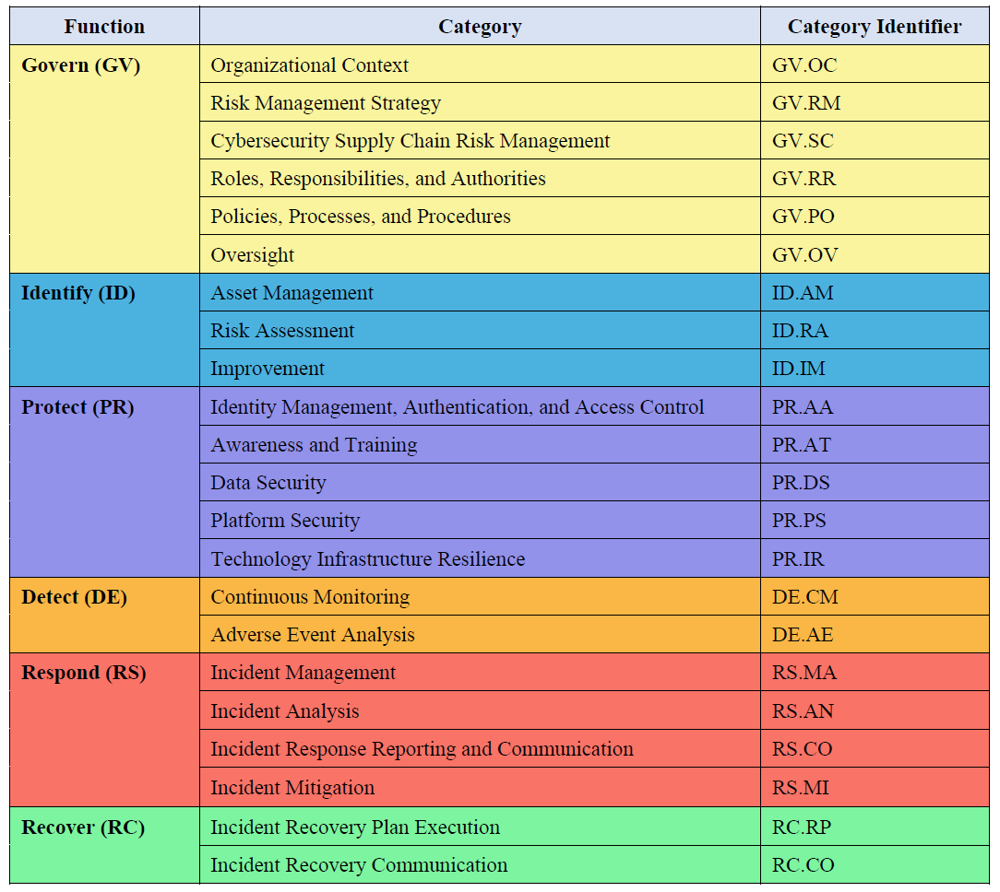 Function Category Category Identifier
Govern (GV) Organizational Context GV.OC
Risk Management Strategy GV.RM
Cybersecurity Supply Chain Risk Management GV.SC
Roles, Responsibilities, and Authorities GV.RR
Policies, Processes, and Procedures GV.PO
Oversight GV.OV
Identify (ID) Asset Management ID.AM
Risk Assessment ID.RA
Improvement ID.IM
Protect (PR) Identity Management, Authentication, and Access Control PR.AA
Awareness and Training PR.AT
Data Security PR.DS
Platform Security PR.PS
Technology Infrastructure Resilience PR.IR
Detect (DE) Continuous Monitoring DE.CM
Adverse Event Analysis DE.AE
Respond (RS) Incident Management RS.MA
Incident Analysis RS.AN
Incident Response Reporting and Communication RS.CO
Incident Mitigation RS.MI
Recover (RC) Incident Recovery Plan Execution RC.RP
Incident Recovery Communication RC.CO